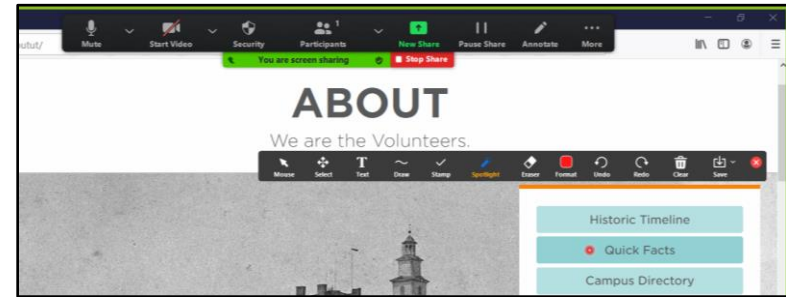 Mute Start Video Security Participants 1 New Share Pause Share Annotate More
outut/
You are screen sharing Stop Share
ABOUT
We are the Volunteers.
Mouse Select Text Draw Stamp Spotlight Eraser Format Undo Redo Clear Save
Historic Timeline
Quick Facts
Campus Directory